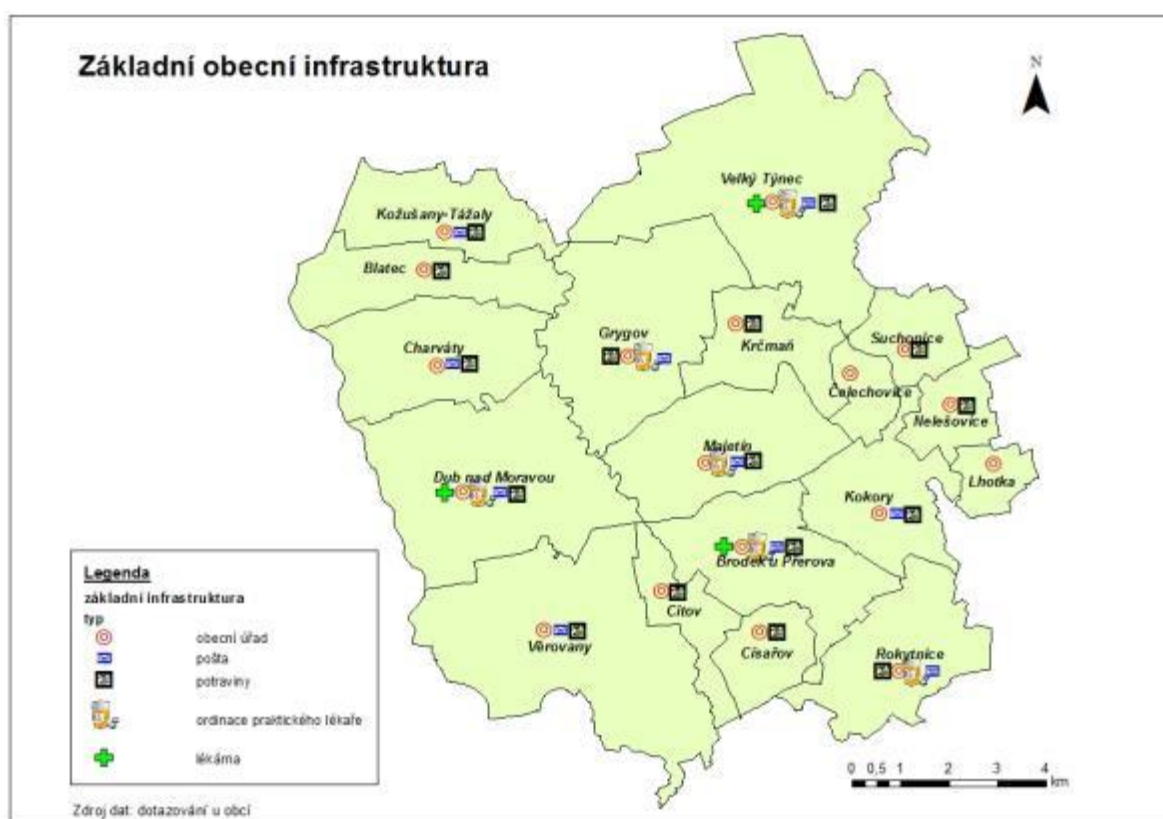 Základní obecní infrastruktura
N
Velký Týnec
Kožušany-Tážaly
Blatec
Grygov
Krčmaň
Suchonice
Charváty
Čelechovice
Nelešovice
Majetín
Dub nad Moravou
Lhotka
Kokory
Brodek u Přerova
Citov
Věrovany
Císařov
Rokytnice
Legenda
základní infrastruktura
typ
obecní úřad
pošta
potraviny
ordinace praktického lékaře
lékárna
0 0,5 1 2 3 4
km
Zdroj dat: dotazování u obcí